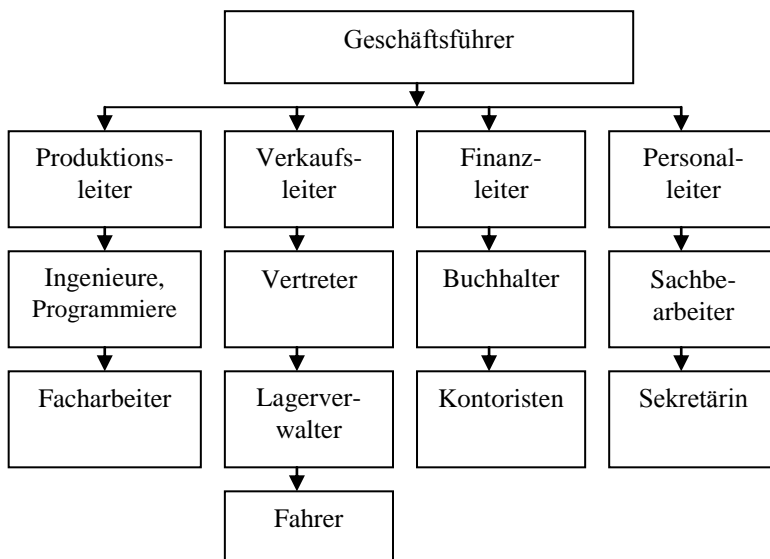 Geschäftsführer
Produktions-
leiter
Verkaufs-
leiter
Finanz-
leiter
Personal-
leiter
Ingenieure,
Programmiere
Vertreter
Buchhalter
Sachbe-
arbeiter
Facharbeiter
Lagerver-
walter
Kontoristen
Sekretärin
Fahrer